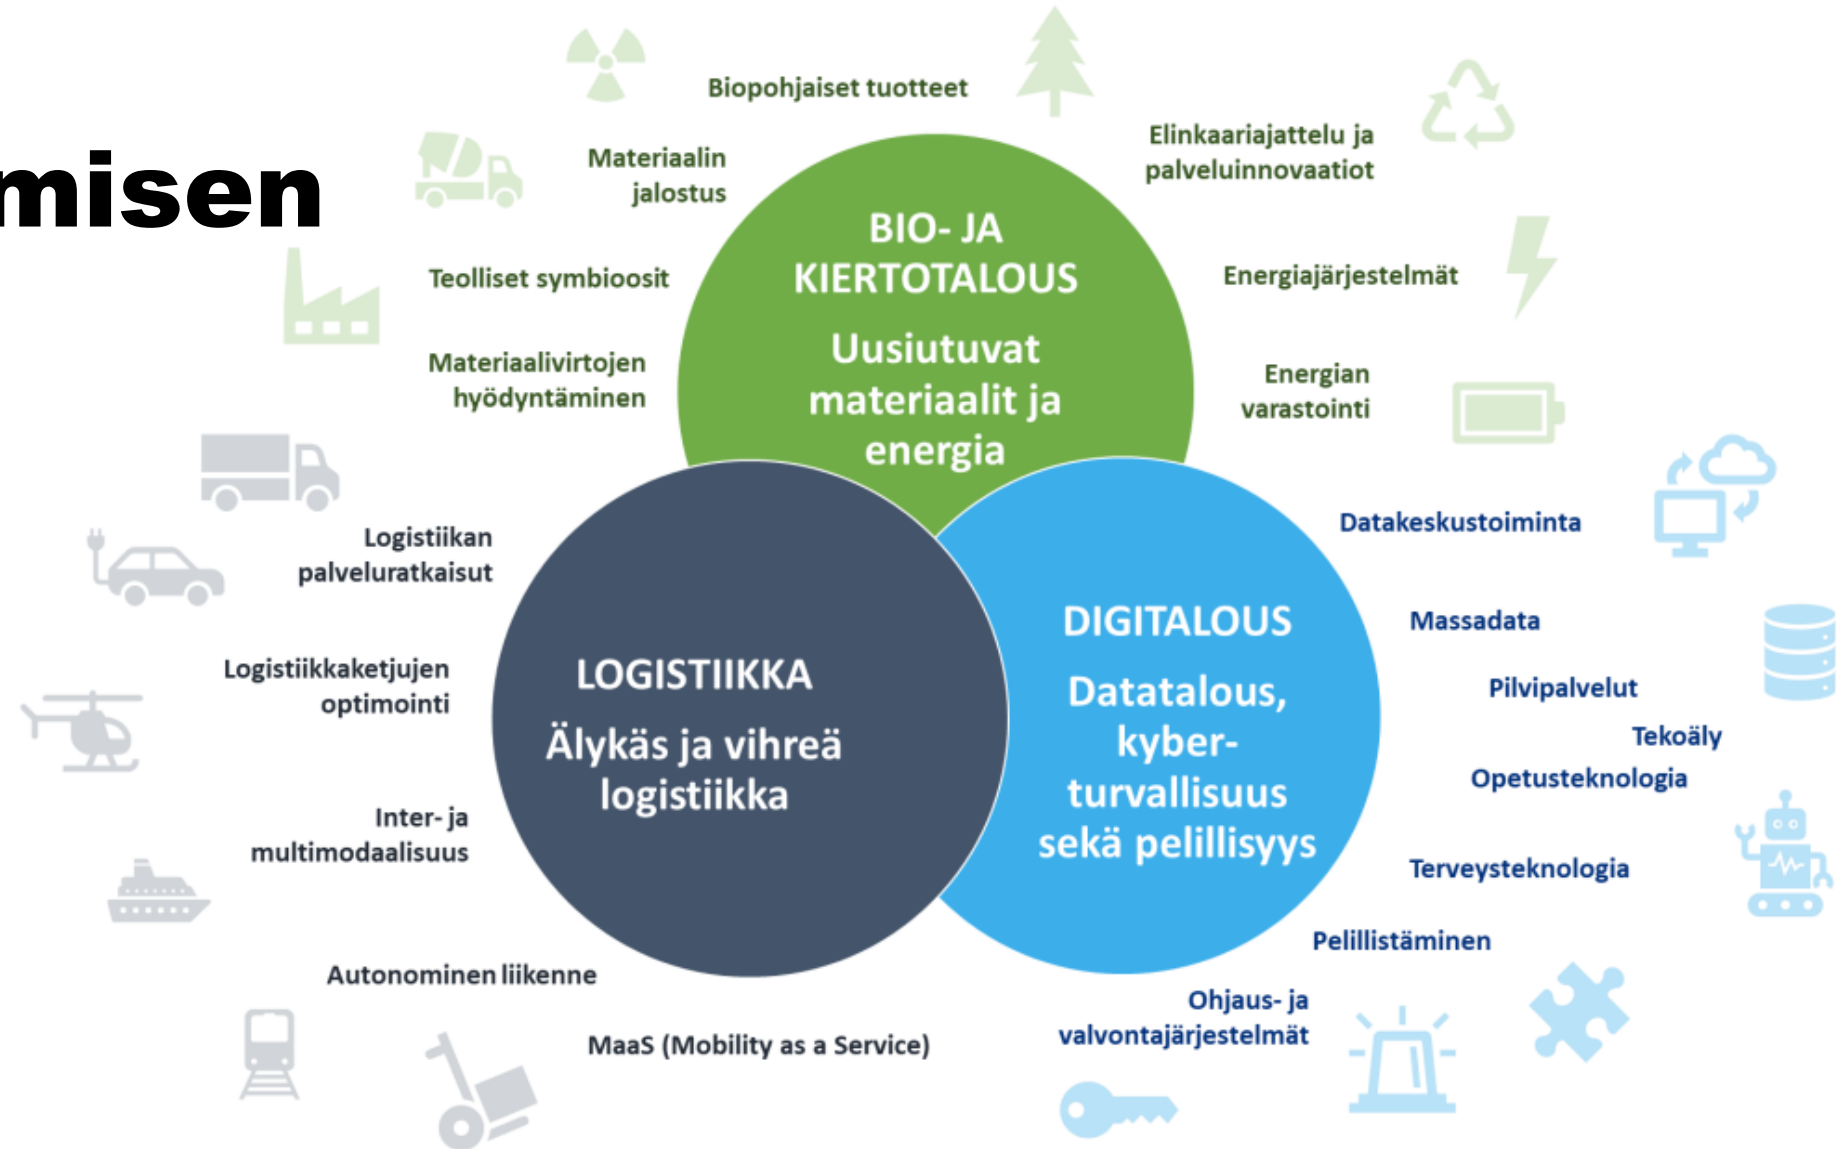 misen
Biopohjaiset tuotteet
Materiaalin
jalostus
Teolliset symbioosit
Materiaalivirtojen
hyödyntäminen
Elinkaariajattelu ja
palveluinnovaatiot
Energiajärjestelmät
Energian
varastointi
BIO- JA
KIERTOTALOUS
Uusiutuvat
materiaalit ja
energia
Logistiikan
palveluratkaisut
Logistiikkaketjujen
optimointi
Inter- ja
multimodaalisuus
Autonominen liikenne
MaaS (Mobility as a Service)
LOGISTIIKKA
Älykäs ja vihreä
logistiikka
DIGITALOUS
Datatalous,
kyber-
turvallisuus
sekä pelillisyys
Datakeskustoiminta
Massadata
Pilvipalvelut
Tekoäly
Opetusteknologia
Terveysteknologia
Pelillistäminen
Ohjaus- ja
valvontajärjestelmät